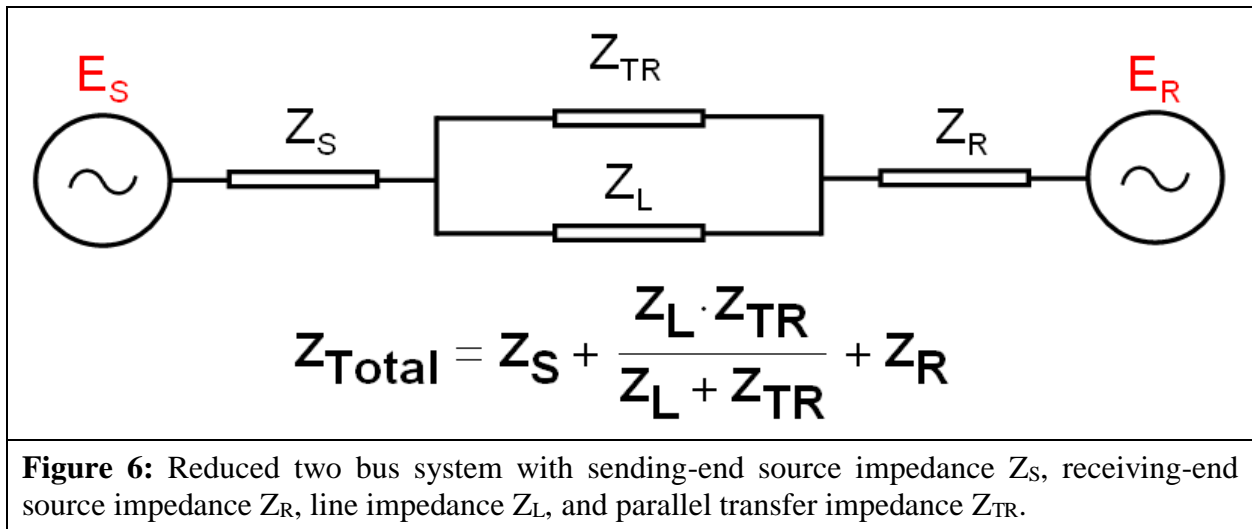 Z_TR
E_S
E_R
Z_S
Z_R
Z_L
Z_Total = Z_S + (Z_L · Z_TR) / (Z_L + Z_TR) + Z_R
Figure 6: Reduced two bus system with sending-end source impedance Z_S, receiving-end
source impedance Z_R, line impedance Z_L, and parallel transfer impedance Z_TR.